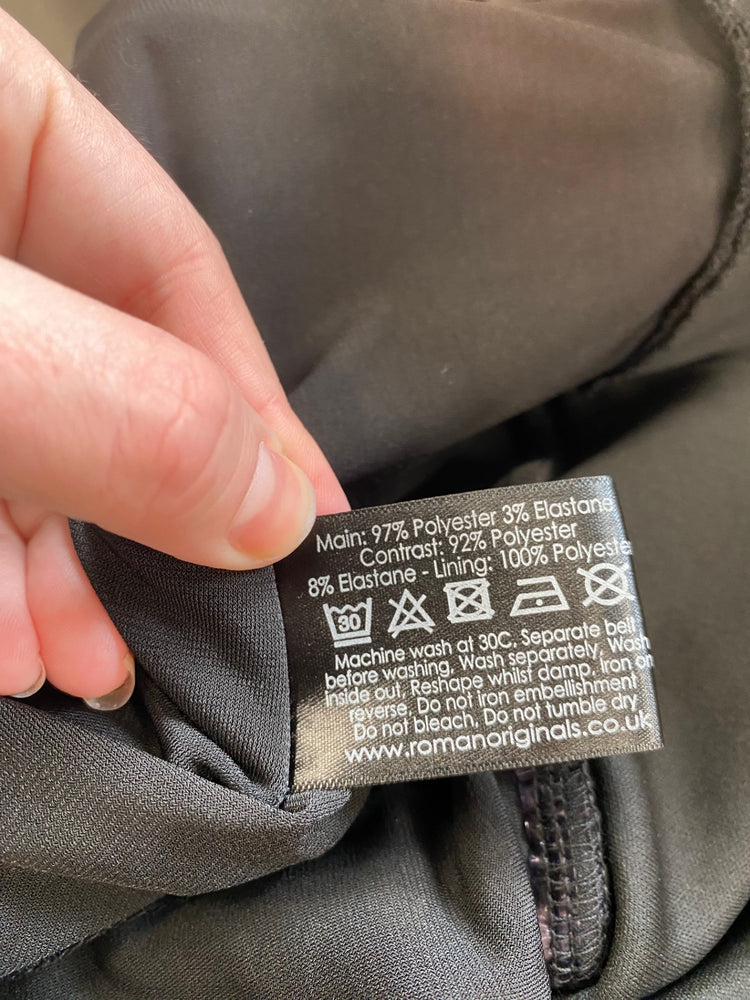 Main: 97% Polyester 3% Elastane
Contrast: 92% Polyester
8% Elastane - Lining: 100% Polyester
30
Machine wash at 30C. Separate belt
before washing, Wash separately, Wash
inside out, Reshape whilst damp, Iron on
reverse, Do not iron embellishment
Do not bleach, Do not tumble dry
www.romanoriginals.co.uk